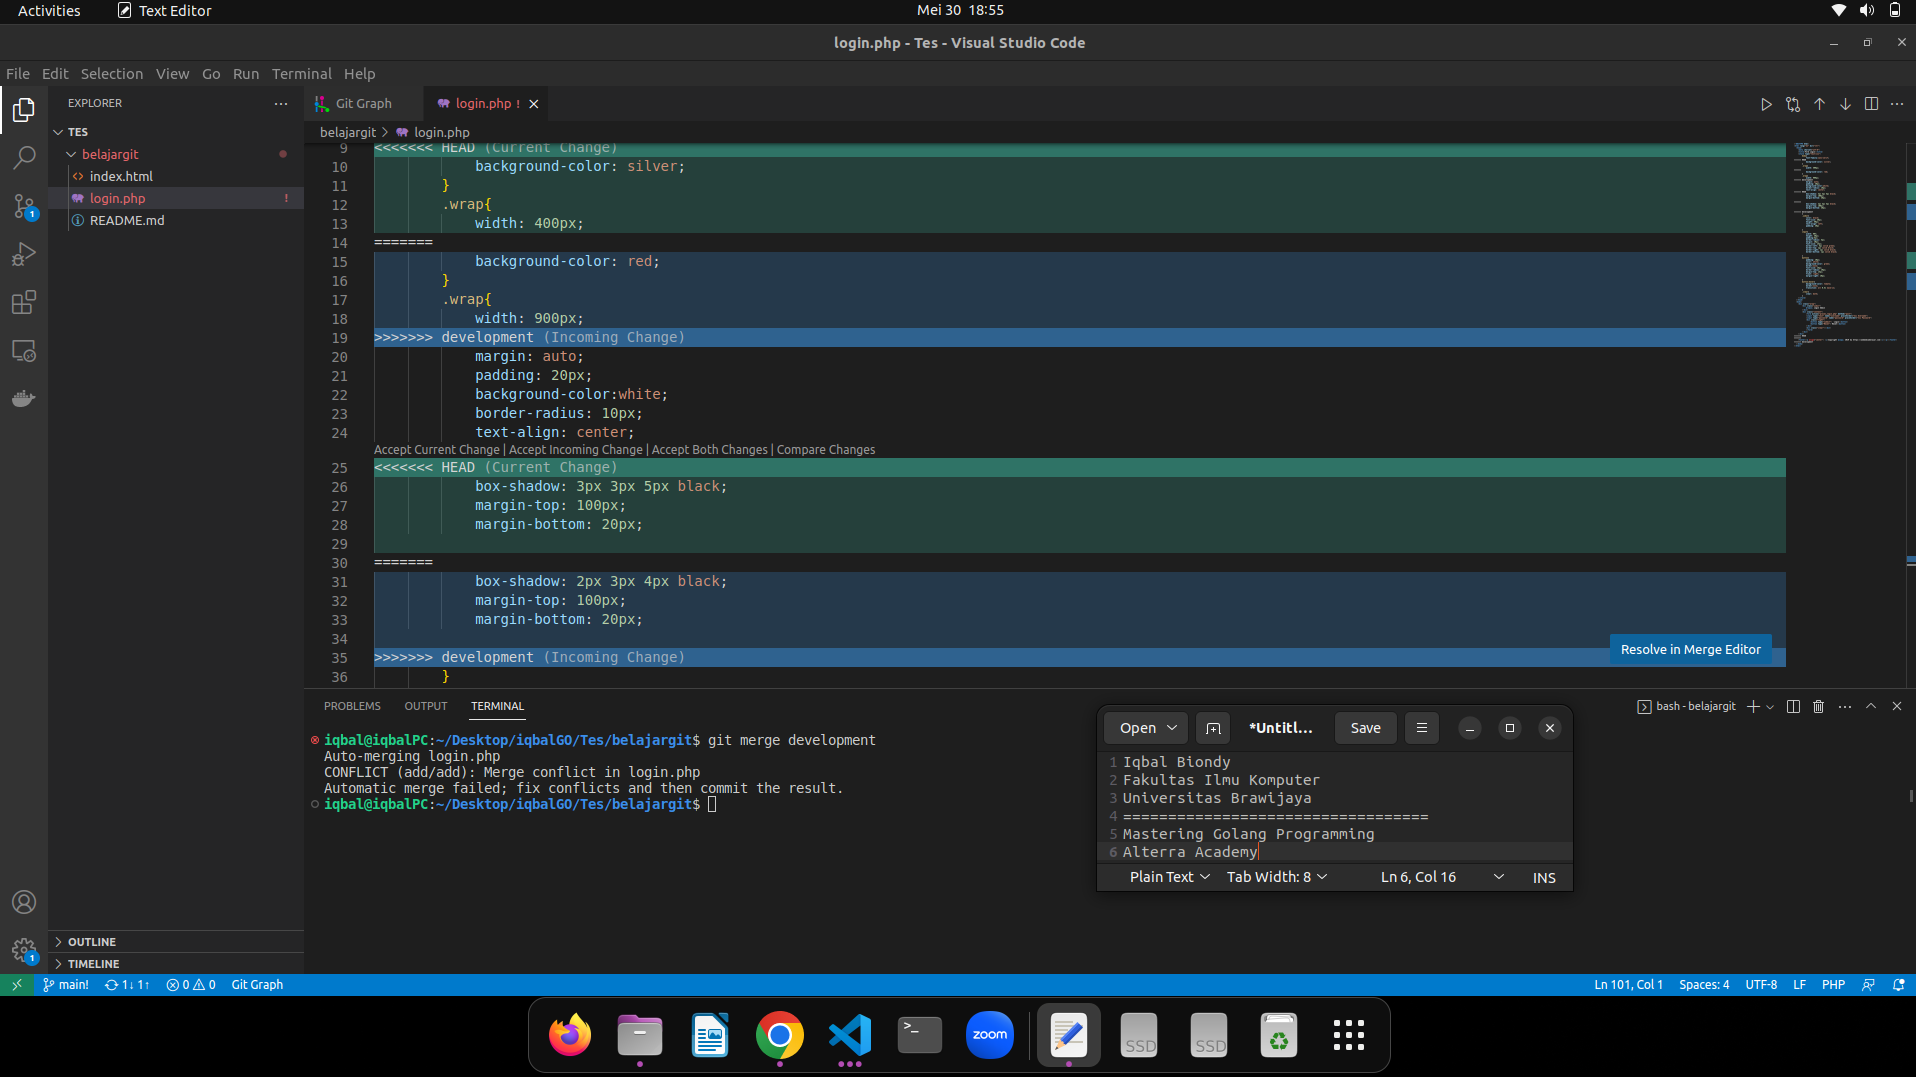 Activities
Text Editor
Mei 30 18:55
login.php - Tes - Visual Studio Code
File Edit Selection View Go Run Terminal Help
EXPLORER
TES
belajargit
index.html
login.php !
README.md
OUTLINE
TIMELINE
Git Graph
login.php !
belajargit > login.php
9 <<<<<<< HEAD (Current Change)
10 background-color: silver;
11 }
12 .wrap{
13 width: 400px;
14 =======
15 background-color: red;
16 }
17 .wrap{
18 width: 900px;
19 >>>>>>> development (Incoming Change)
20 margin: auto;
21 padding: 20px;
22 background-color:white;
23 border-radius: 10px;
24 text-align: center;
Accept Current Change | Accept Incoming Change | Accept Both Changes | Compare Changes
25 <<<<<<< HEAD (Current Change)
26 box-shadow: 3px 3px 5px black;
27 margin-top: 100px;
28 margin-bottom: 20px;
29
30 =======
31 box-shadow: 2px 3px 4px black;
32 margin-top: 100px;
33 margin-bottom: 20px;
34
35 >>>>>>> development (Incoming Change)
36 }
Resolve in Merge Editor
PROBLEMS OUTPUT TERMINAL
bash - belajargit
iqbal@iqbalPC:~/Desktop/iqbalGO/Tes/belajargit$ git merge development
Auto-merging login.php
CONFLICT (add/add): Merge conflict in login.php
Automatic merge failed; fix conflicts and then commit the result.
iqbal@iqbalPC:~/Desktop/iqbalGO/Tes/belajargit$
Open *Untitl... Save
1 Iqbal Biondy
2 Fakultas Ilmu Komputer
3 Universitas Brawijaya
4 ==================================
5 Mastering Golang Programming
6 Alterra Academy
Plain Text Tab Width: 8 Ln 6, Col 16 INS
1
1
main! 1↓ 1↑ 0 0 Git Graph
Ln 101, Col 1 Spaces: 4 UTF-8 LF PHP
>_
zoom
SSD
SSD